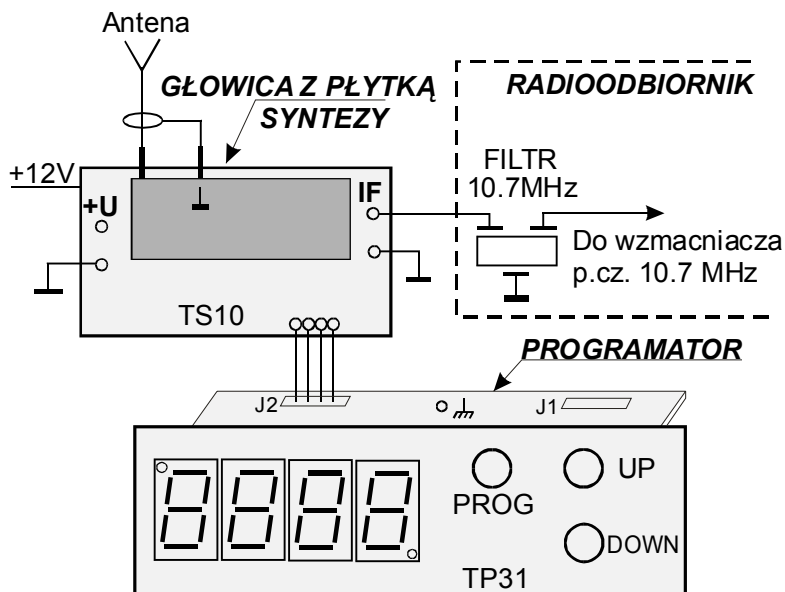 Antena
GŁOWICA Z PŁYTKĄ
SYNTEZY
RADIOODBIORNIK
+12V
+U
IF
FILTR
10.7MHz
Do wzmacniacza
p.cz. 10.7 MHz
TS10
PROGRAMATOR
J2
J1
8888
PROG
UP
DOWN
TP31